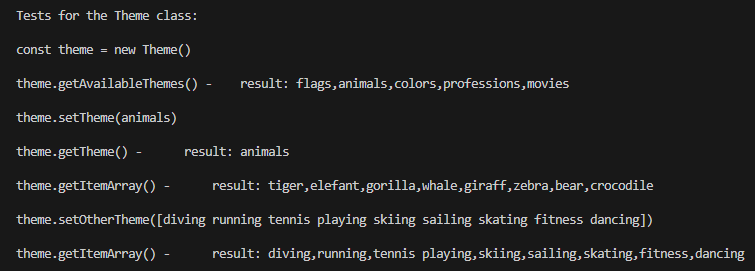 Tests for the Theme class:
const theme = new Theme()
theme.getAvailableThemes() -    result: flags,animals,colors,professions,movies
theme.setTheme(animals)
theme.getTheme() -      result: animals
theme.getItemArray() -      result: tiger,elefant,gorilla,whale,giraff,zebra,bear,crocodile
theme.setOtherTheme([diving running tennis playing skiing sailing skating fitness dancing])
theme.getItemArray() -      result: diving,running,tennis playing,skiing,sailing,skating,fitness,dancing